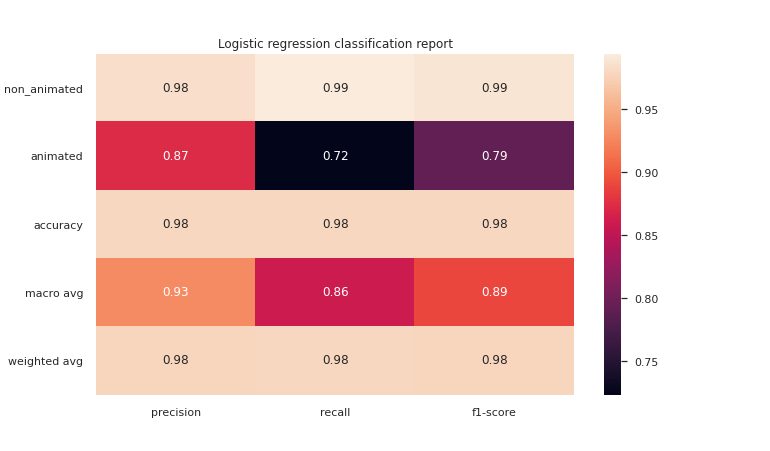 Logistic regression classification report
non_animated 0.98 0.99 0.99
animated 0.87 0.72 0.79
accuracy 0.98 0.98 0.98
macro avg 0.93 0.86 0.89
weighted avg 0.98 0.98 0.98
precision recall f1-score
0.95
0.90
0.85
0.80
0.75